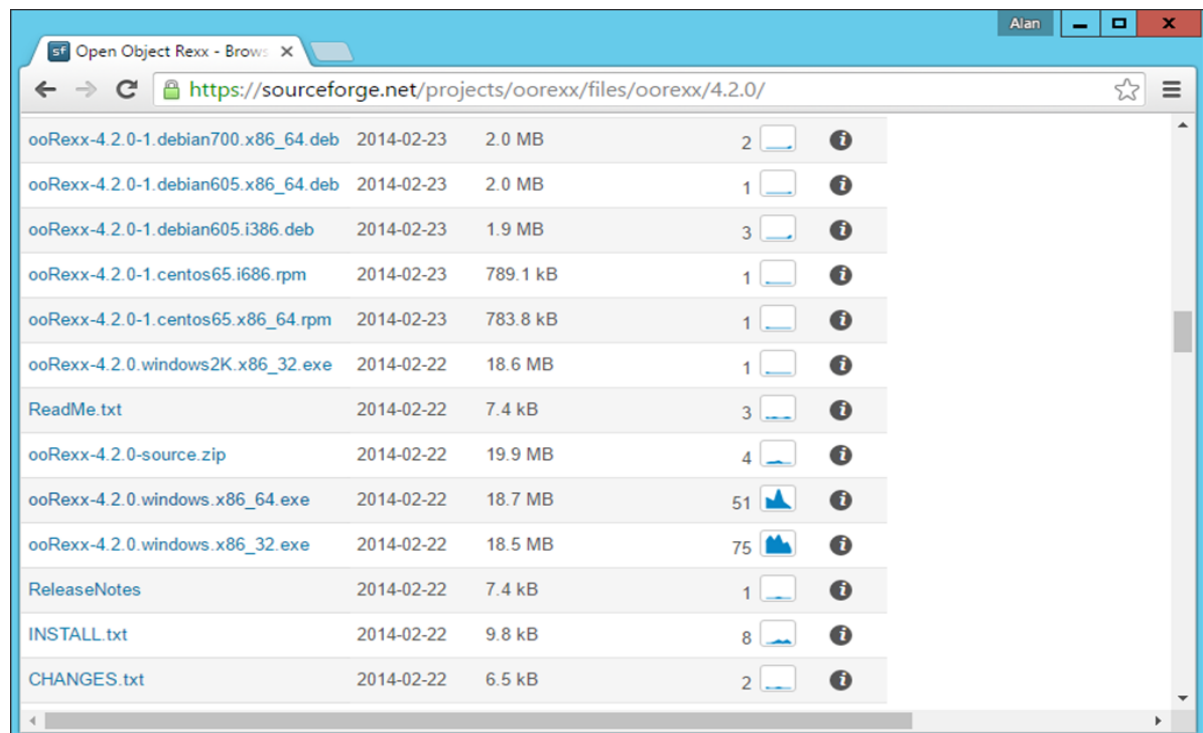 Alan
sf Open Object Rexx - Brows
https://sourceforge.net/projects/oorexx/files/oorexx/4.2.0/
ooRexx-4.2.0-1.debian700.x86_64.deb 2014-02-23 2.0 MB 2
ooRexx-4.2.0-1.debian605.x86_64.deb 2014-02-23 2.0 MB 1
ooRexx-4.2.0-1.debian605.i386.deb 2014-02-23 1.9 MB 3
ooRexx-4.2.0-1.centos65.i686.rpm 2014-02-23 789.1 kB 1
ooRexx-4.2.0-1.centos65.x86_64.rpm 2014-02-23 783.8 kB 1
ooRexx-4.2.0.windows2K.x86_32.exe 2014-02-22 18.6 MB 1
ReadMe.txt 2014-02-22 7.4 kB 3
ooRexx-4.2.0-source.zip 2014-02-22 19.9 MB 4
ooRexx-4.2.0.windows.x86_64.exe 2014-02-22 18.7 MB 51
ooRexx-4.2.0.windows.x86_32.exe 2014-02-22 18.5 MB 75
ReleaseNotes 2014-02-22 7.4 kB 1
INSTALL.txt 2014-02-22 9.8 kB 8
CHANGES.txt 2014-02-22 6.5 kB 2